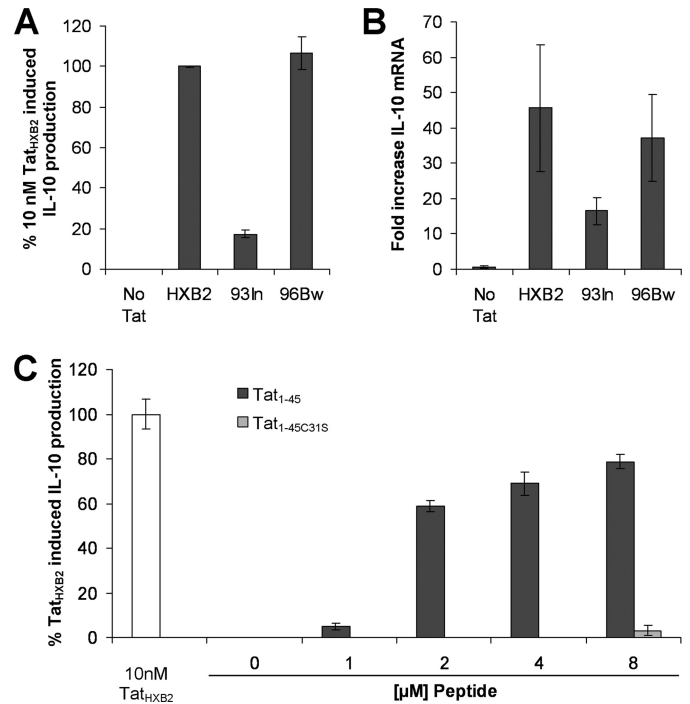 A
% 10 nM TatHXB2 induced
IL-10 production
120
100
80
60
40
20
0
No
Tat
HXB2
93In
96Bw
B
Fold increase IL-10 mRNA
70
60
50
40
30
20
10
0
No
Tat
HXB2
93In
96Bw
C
% TatHXB2 induced IL-10 production
120
100
80
60
40
20
0
Tat1-45
Tat1-45C31S
10nM
TatHXB2
0 1 2 4 8
[µM] Peptide